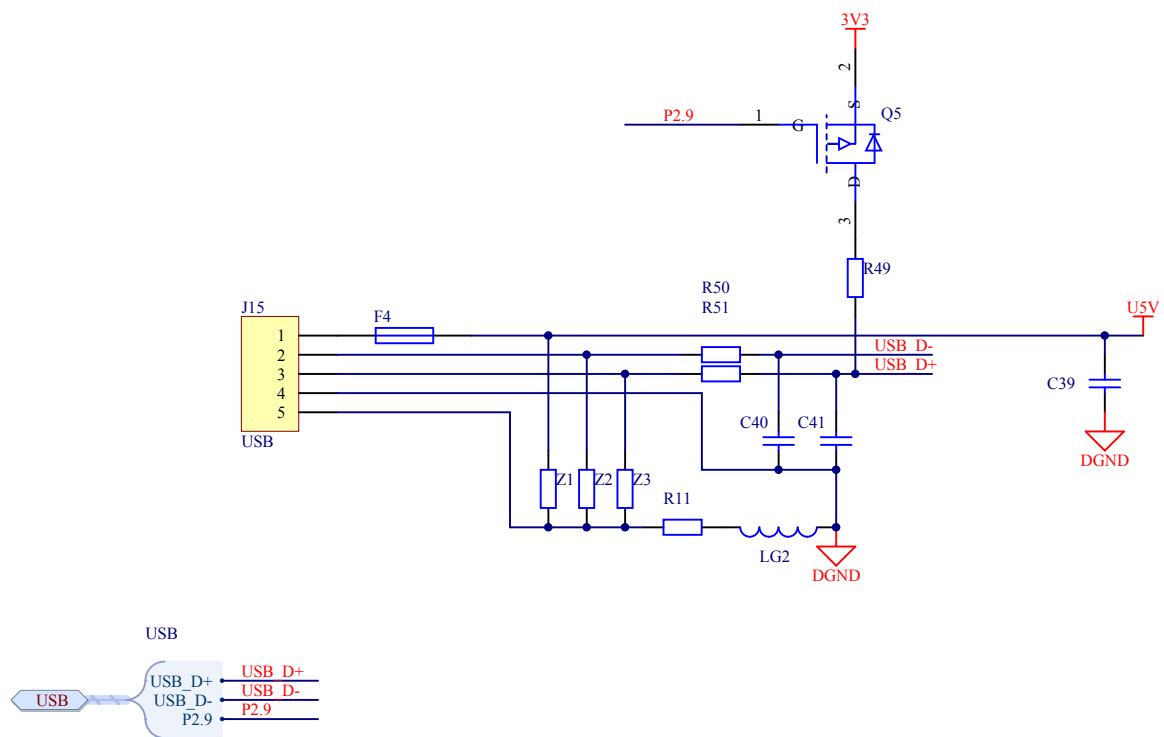 3V3
2
S
Q5
P2.9
1
G
D
3
R49
R50
R51
J15
F4
U5V
1
2
USB_D-
3
USB_D+
4
5
C39
USB
C40
C41
DGND
Z1
Z2
Z3
R11
LG2
DGND
USB
USB_D+
USB_D+
USB
USB_D-
USB_D-
P2.9
P2.9